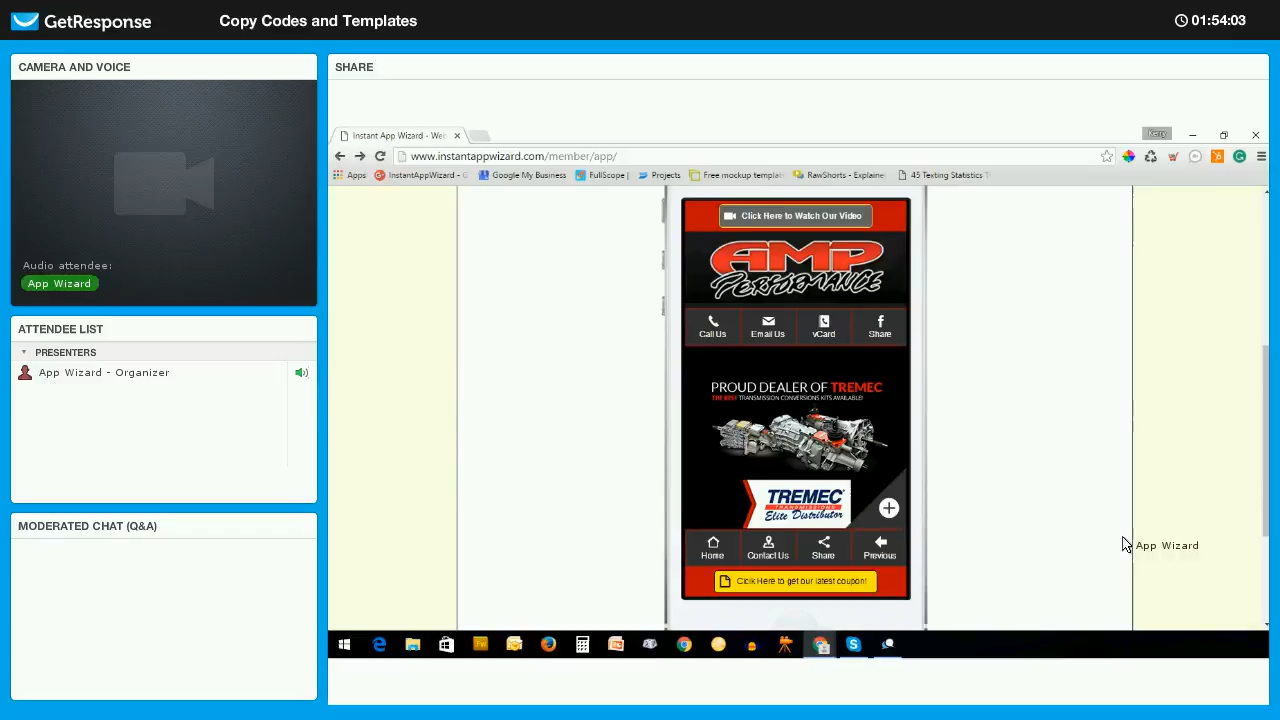 GetResponse
Copy Codes and Templates
01:54:03
CAMERA AND VOICE
Audio attendee:
App Wizard
ATTENDEE LIST
PRESENTERS
App Wizard - Organizer
MODERATED CHAT (Q&A)
SHARE
Instant App Wizard - Wel
Kerry
www.instantappwizard.com/member/app/
Apps
InstantAppWizard - G
Google My Business
FullScope |
Projects
Free mockup templat
RawShorts - Explaine
45 Texting Statistics T
Click Here to Watch Our Video
AMP
PERFORMANCE
Call Us
Email Us
vCard
Share
PROUD DEALER OF TREMEC
THE BEST TRANSMISSION CONVERSIONS KITS AVAILABLE!
TREMEC
TRANSMISSIONS
Elite Distributor
Home
Contact Us
Share
Previous
Click Here to get our latest coupon!
App Wizard